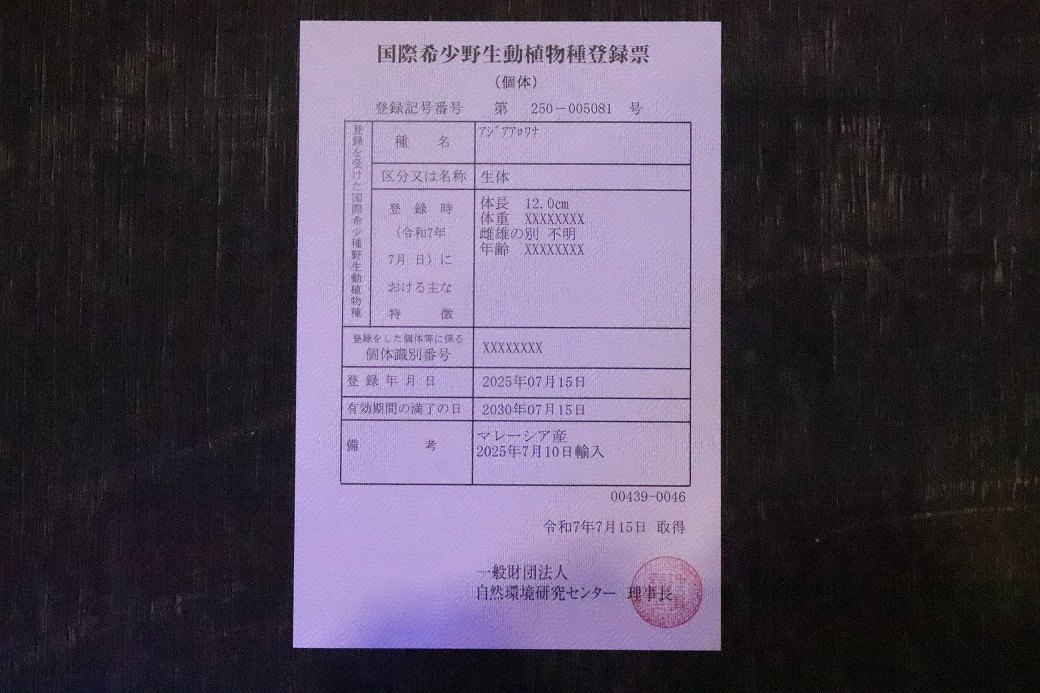 国際希少野生動植物種登録票
(個体)
登録記号番号 第 250-005081 号
登録を受けた国際希少種野生動植物種
種 名 アジアアロワナ
区分又は名称 生体
登 録 時
(令和7年
7月 日)に
おける主な
特 徴
体長 12.0cm
体重 XXXXXXXX
雌雄の別 不明
年齢 XXXXXXXX
登録をした個体等に係る
個体識別番号 XXXXXXXX
登 録 年 月 日 2025年07月15日
有効期間の満了の日 2030年07月15日
備 考
マレーシア産
2025年7月10日輸入
00439-0046
令和7年7月15日 取得
一般財団法人
自然環境研究センター 理事長